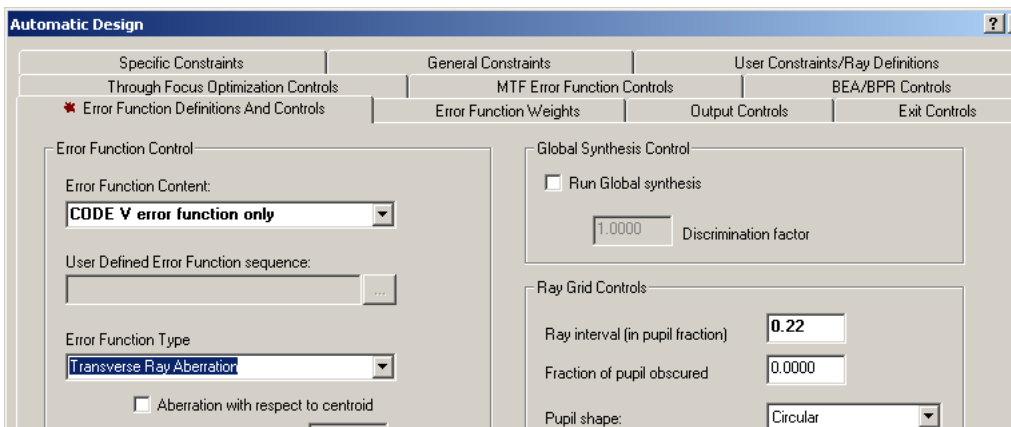 Automatic Design
?
Specific Constraints
General Constraints
User Constraints/Ray Definitions
Through Focus Optimization Controls
MTF Error Function Controls
BEA/BPR Controls
Error Function Definitions And Controls
Error Function Weights
Output Controls
Exit Controls
Error Function Control
Error Function Content:
CODE V error function only
User Defined Error Function sequence:
...
Error Function Type
Transverse Ray Aberration
Aberration with respect to centroid
Global Synthesis Control
Run Global synthesis
1.0000 Discrimination factor
Ray Grid Controls
Ray interval (in pupil fraction) 0.22
Fraction of pupil obscured 0.0000
Pupil shape: Circular